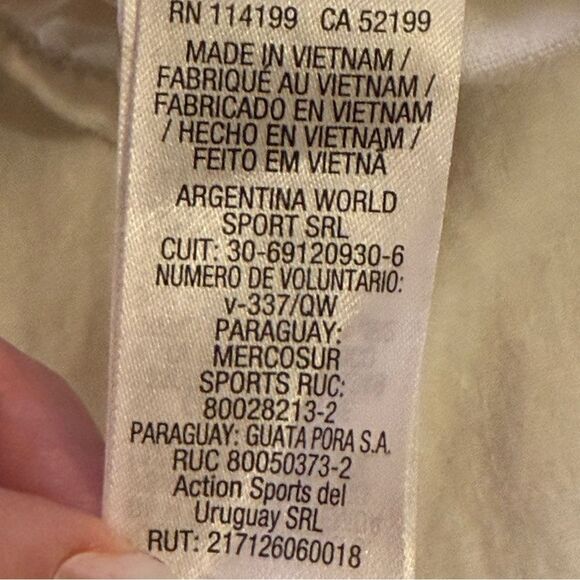 RN 114199 CA 52199
MADE IN VIETNAM /
FABRIQUÉ AU VIETNAM /
FABRICADO EN VIETNAM
/ HECHO EN VIETNAM /
FEITO EM VIETNÃ
ARGENTINA WORLD
SPORT SRL
CUIT: 30-69120930-6
NUMERO DE VOLUNTARIO:
v-337/QW
PARAGUAY:
MERCOSUR
SPORTS RUC:
80028213-2
PARAGUAY: GUATA PORA S.A.
RUC 80050373-2
Action Sports del
Uruguay SRL
RUT: 217126060018